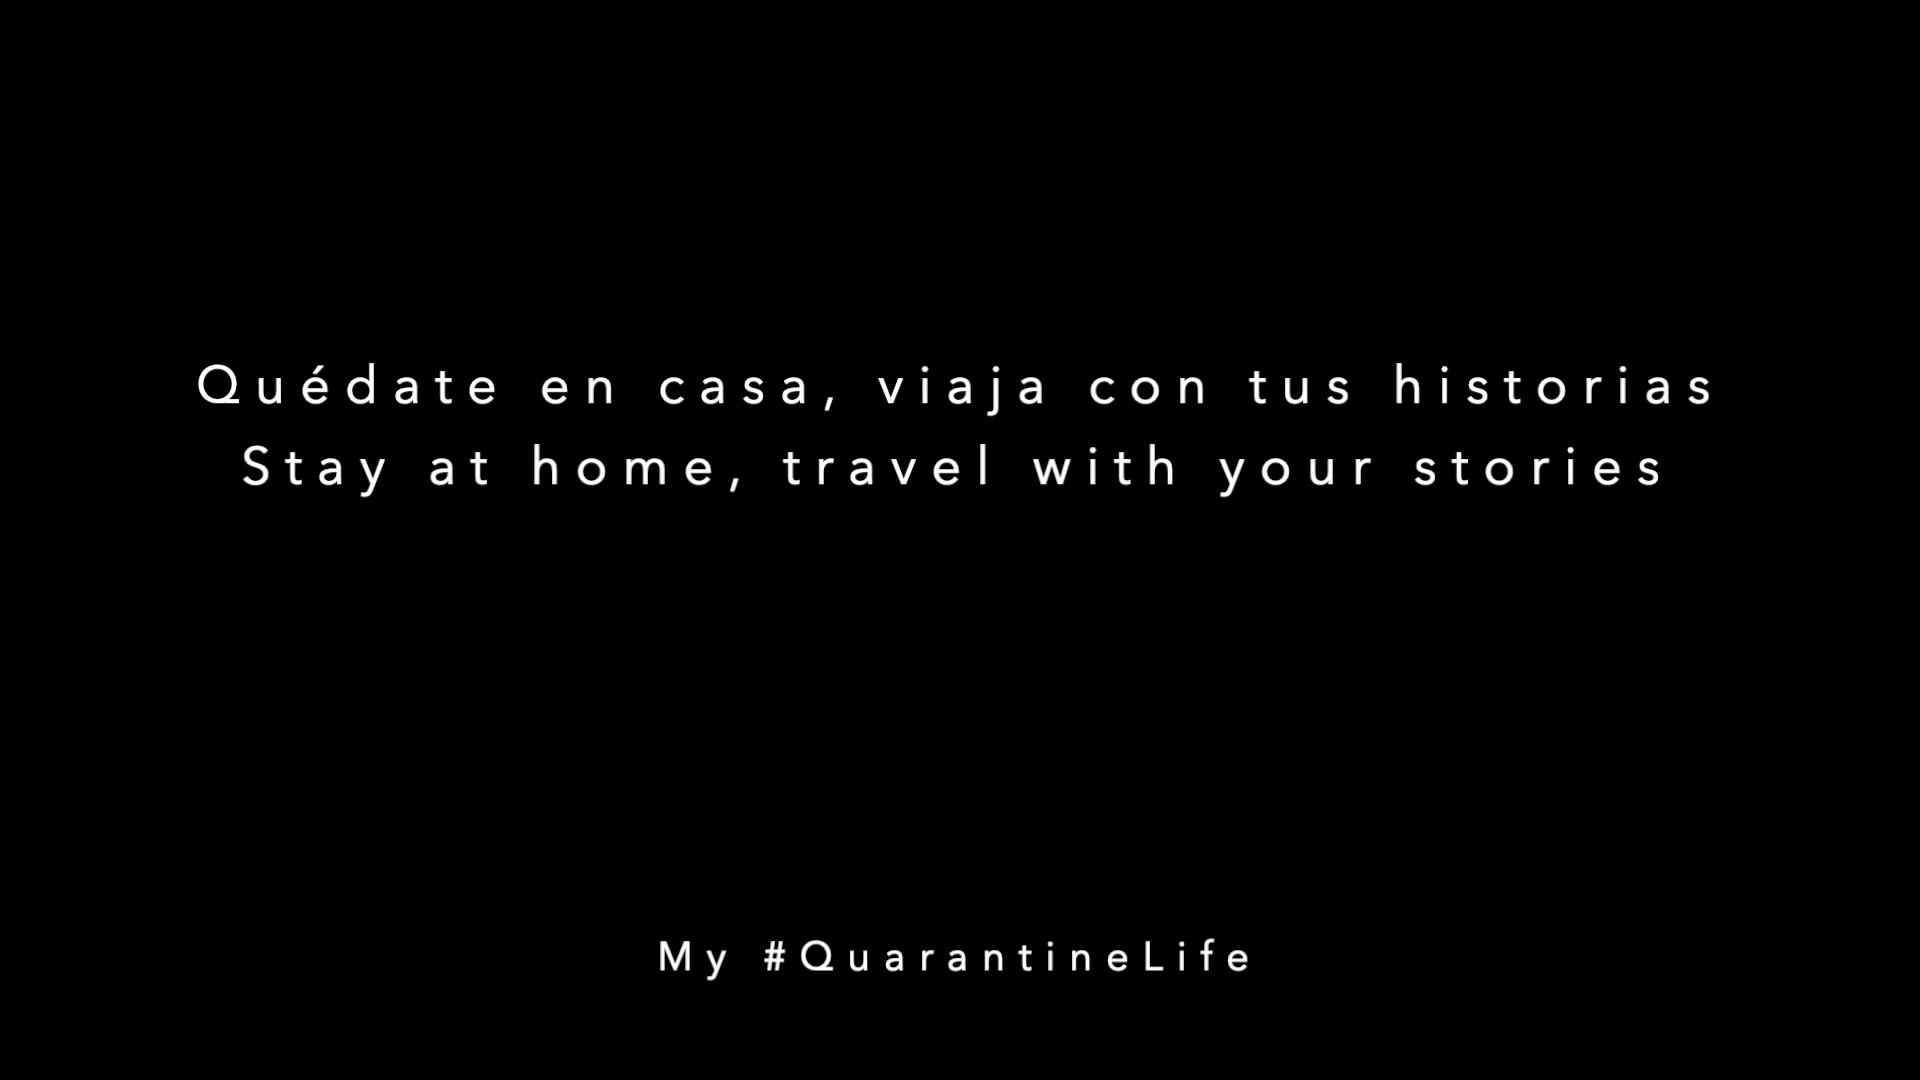 Quédate en casa, viaja con tus historias
Stay at home, travel with your stories
My #QuarantineLife